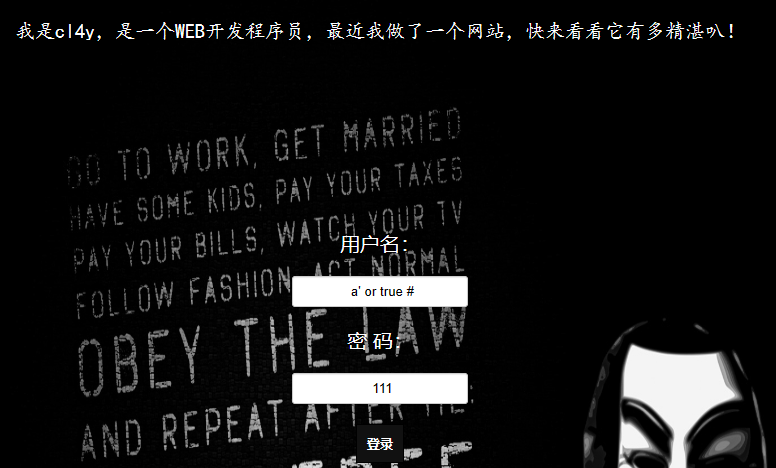 我是cl4y，是一个WEB开发程序员，最近我做了一个网站，快来看看它有多精湛叭！
GO TO WORK, GET MARRIED
HAVE SOME KIDS, PAY YOUR TAXES
PAY YOUR BILLS, WATCH YOUR TV
FOLLOW FASHION, ACT NORMAL
OBEY THE LAW
AND REPEAT AFTER ME:
用户名：
a' or true #
密 码：
111
登录